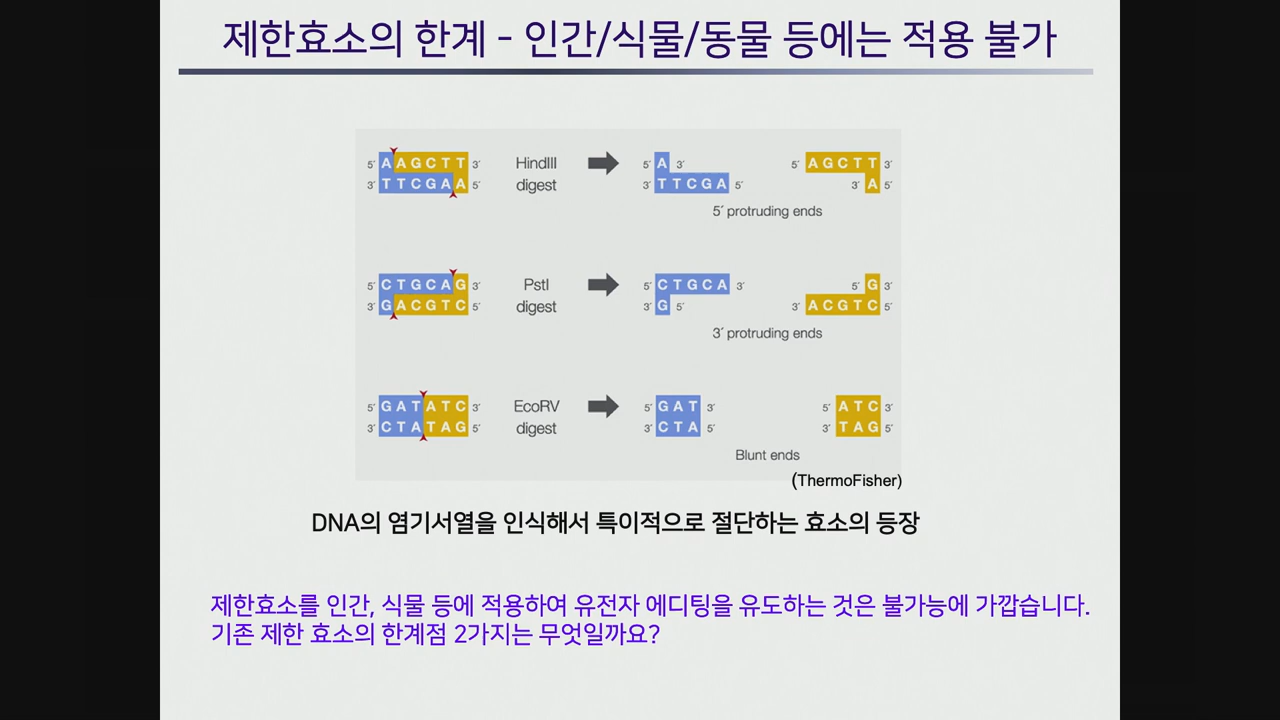 제한효소의 한계 - 인간/식물/동물 등에는 적용 불가
5′ A A G C T T 3′ HindIII 5′ A 3′ 5′ A G C T T 3′
3′ T T C G A A 5′ digest 3′ T T C G A 5′ 3′ A 5′
5′ protruding ends
5′ C T G C A G 3′ PstI 5′ C T G C A 3′ 5′ G 3′
3′ G A C G T C 5′ digest 3′ G 5′ 3′ A C G T C 5′
3′ protruding ends
5′ G A T A T C 3′ EcoRV 5′ G A T 3′ 5′ A T C 3′
3′ C T A T A G 5′ digest 3′ C T A 5′ 3′ T A G 5′
Blunt ends
(ThermoFisher)
DNA의 염기서열을 인식해서 특이적으로 절단하는 효소의 등장
제한효소를 인간, 식물 등에 적용하여 유전자 에디팅을 유도하는 것은 불가능에 가깝습니다.
기존 제한 효소의 한계점 2가지는 무엇일까요?